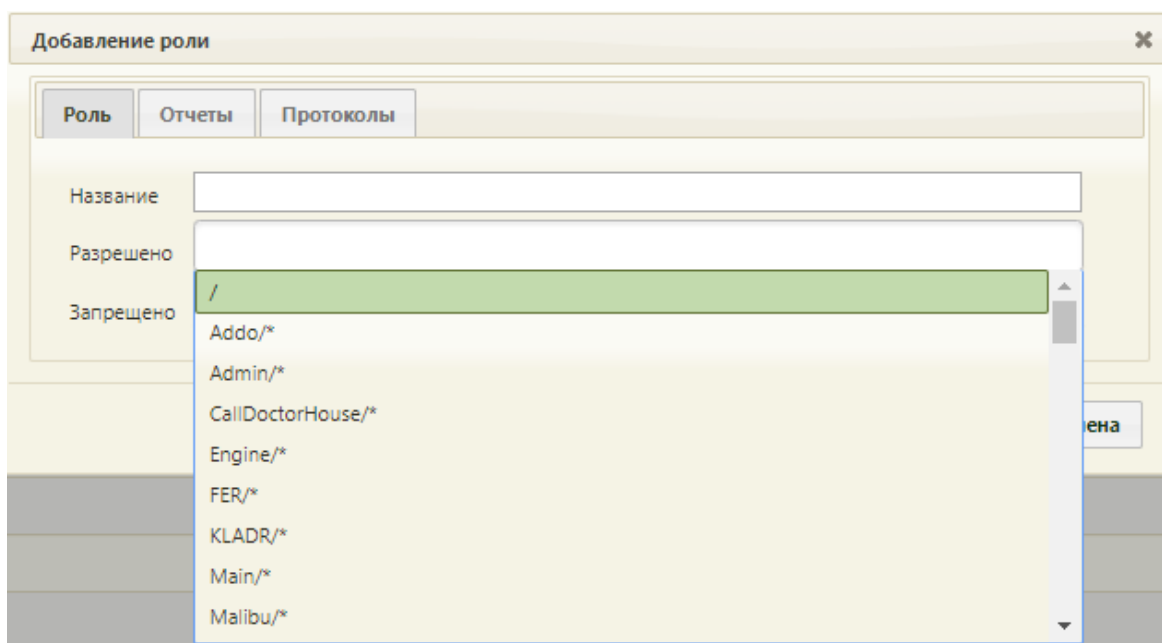 Добавление роли
Роль Отчеты Протоколы
Название
Разрешено
/
Запрещено
Addo/*
Admin/*
CallDoctorHouse/*
ена
Engine/*
FER/*
KLADR/*
Main/*
Malibu/*